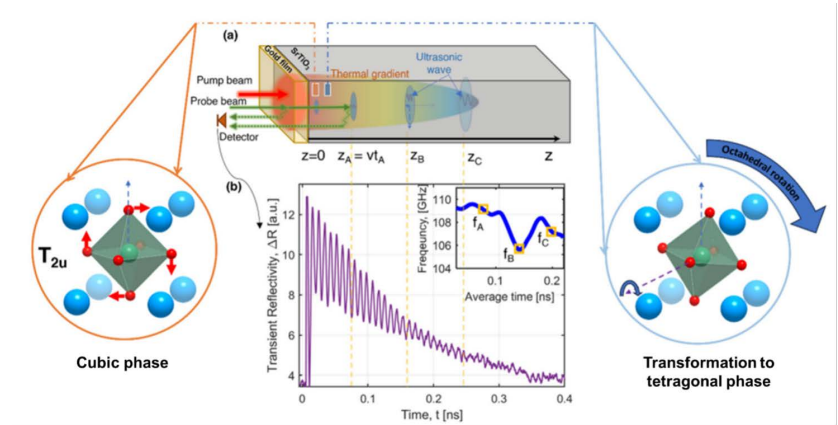 (a)
Gold film
SrTiO3
Ultrasonic
wave
Thermal gradient
Pump beam
Probe beam
Detector
z=0 zA = vtA zB zC z
Octahedral rotation
T2u
Cubic phase
(b)
Transient Reflectivity, ΔR [a.u.]
12
10
8
6
4
0 0.1 0.2 0.3 0.4
Time, t [ns]
Freqeuncy, [GHz]
110
108
106
104
fA
fB
fC
0.1 0.2
Average time [ns]
Transformation to
tetragonal phase